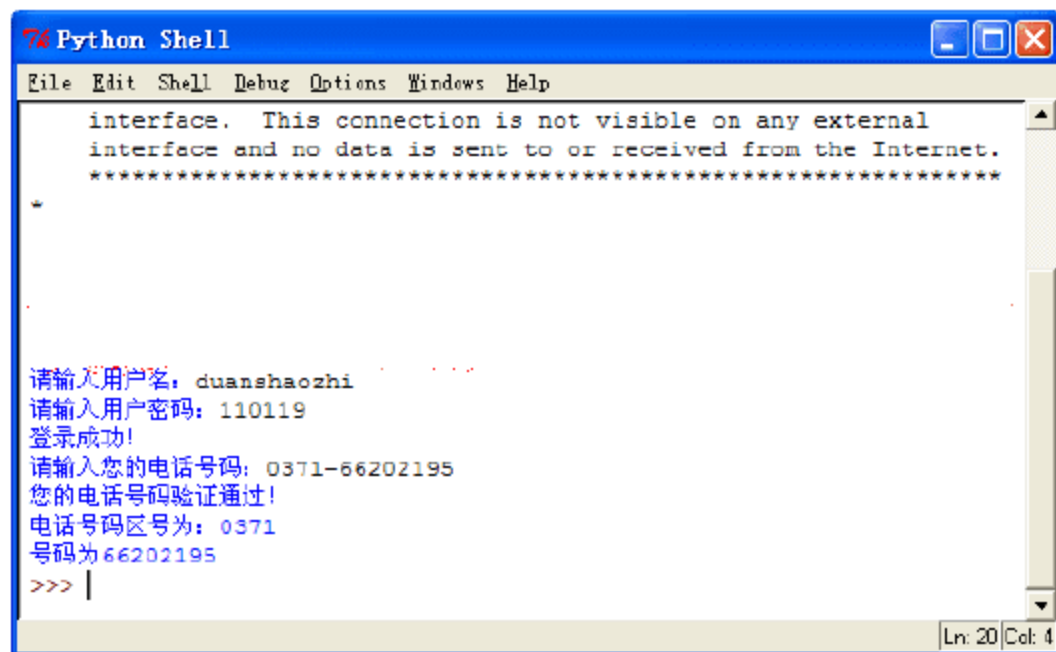 Python Shell
File Edit Shell Debug Options Windows Help
interface. This connection is not visible on any external
interface and no data is sent to or received from the Internet.
****************************************************************
*
请输入用户名：duanshaozhi
请输入用户密码：110119
登录成功！
请输入您的电话号码：0371-66202195
您的电话号码验证通过！
电话号码区号为：0371
号码为66202195
>>>
Ln: 20 Col: 4